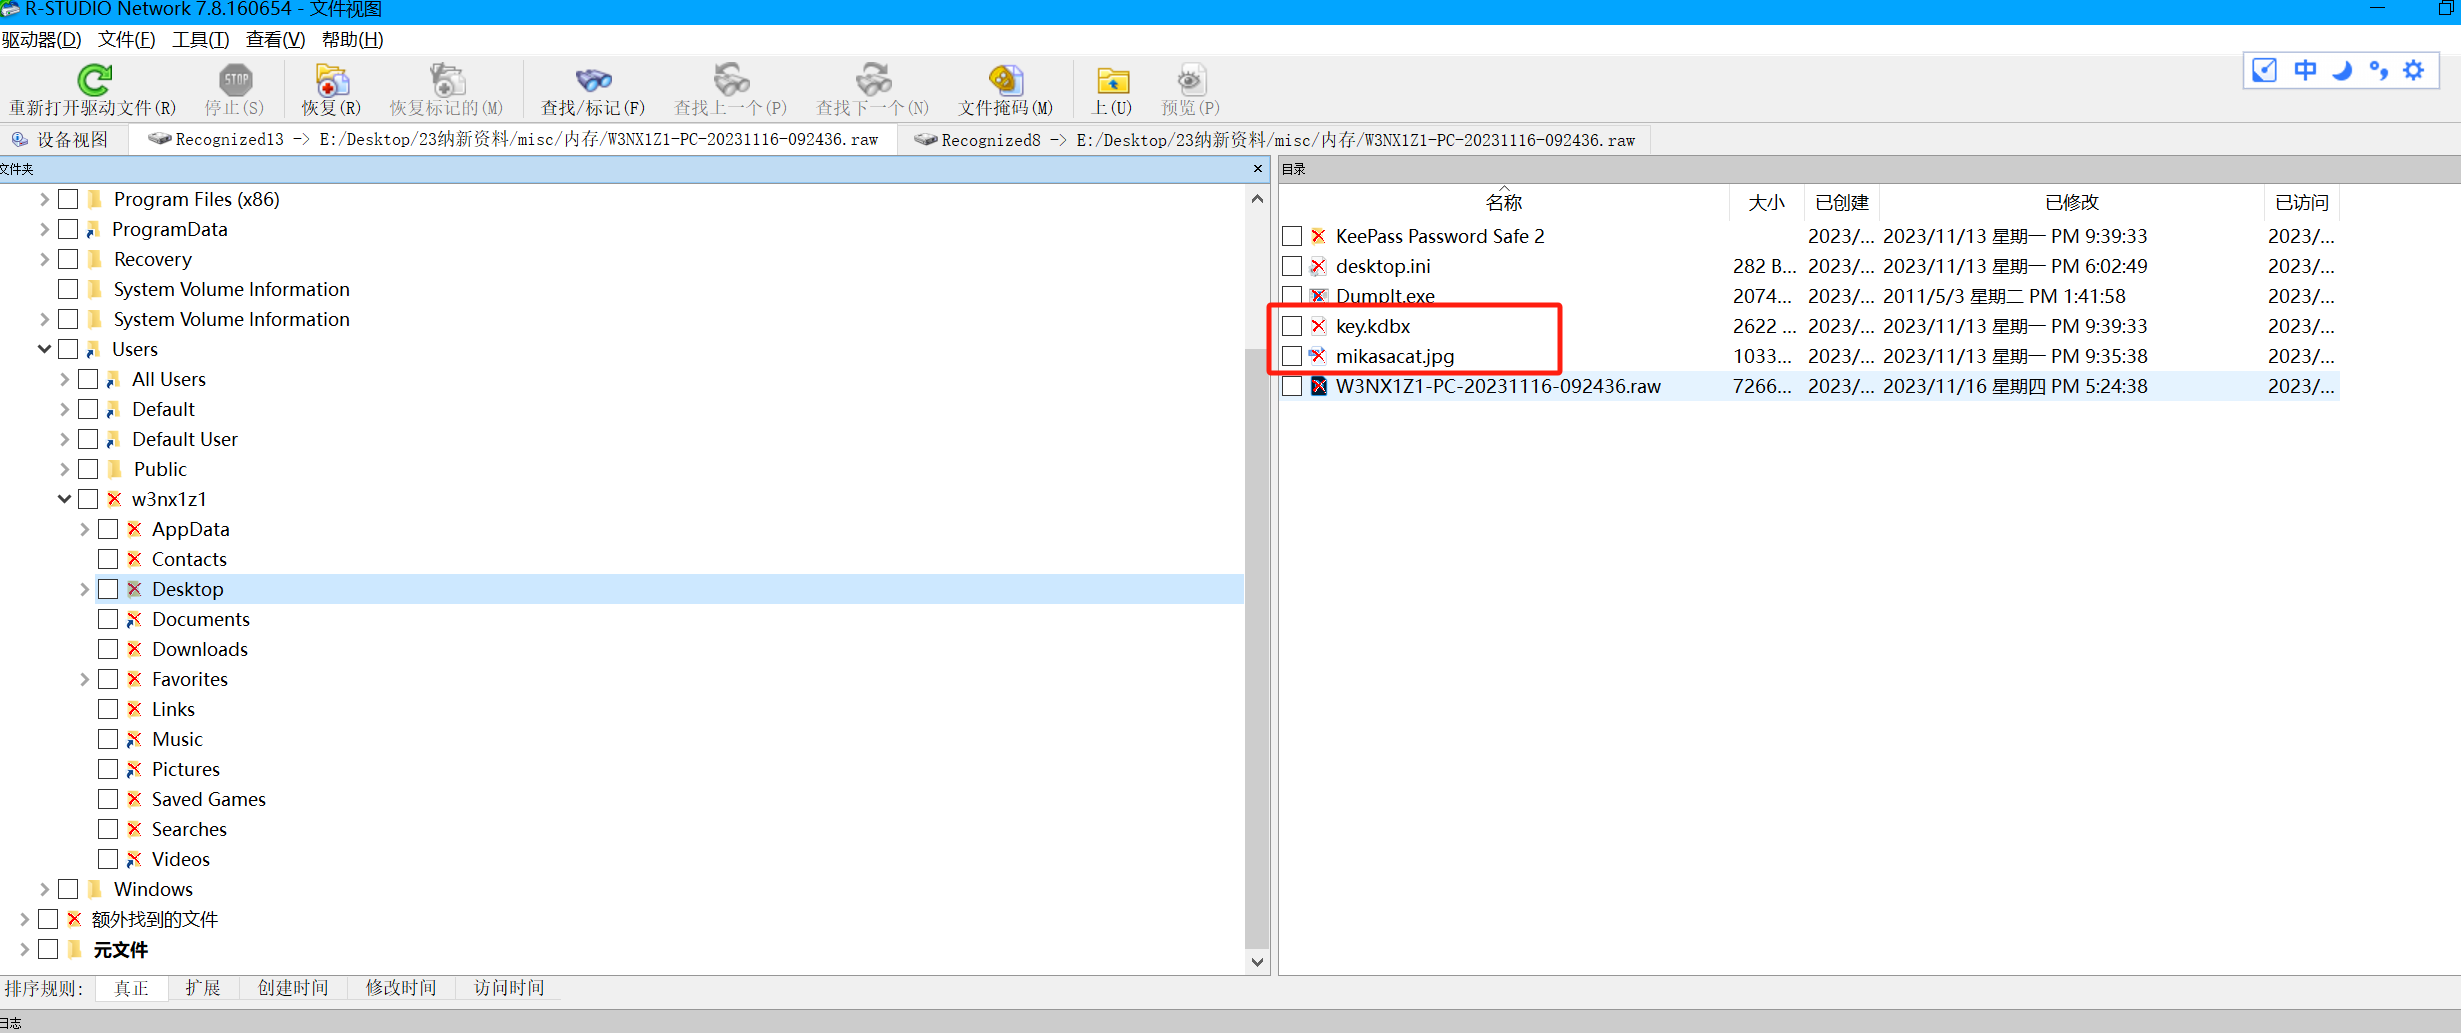 R-STUDIO Network 7.8.160654 - 文件视图
驱动器(D) 文件(F) 工具(T) 查看(V) 帮助(H)
重新打开驱动文件(R) 停止(S) 恢复(R) 恢复标记的(M) 查找/标记(F) 查找上一个(P) 查找下一个(N) 文件掩码(M) 上(U) 预览(P)
中
设备视图 Recognized13 -> E:/Desktop/23纳新资料/misc/内存/W3NX1Z1-PC-20231116-092436.raw Recognized8 -> E:/Desktop/23纳新资料/misc/内存/W3NX1Z1-PC-20231116-092436.raw
文件夹
Program Files (x86)
ProgramData
Recovery
System Volume Information
System Volume Information
Users
All Users
Default
Default User
Public
w3nx1z1
AppData
Contacts
Desktop
Documents
Downloads
Favorites
Links
Music
Pictures
Saved Games
Searches
Videos
Windows
额外找到的文件
元文件
目录
名称 大小 已创建 已修改 已访问
KeePass Password Safe 2 2023/... 2023/11/13 星期一 PM 9:39:33 2023/...
desktop.ini 282 B... 2023/... 2023/11/13 星期一 PM 6:02:49 2023/...
DumpIt.exe 2074... 2023/... 2011/5/3 星期二 PM 1:41:58 2023/...
key.kdbx 2622 ... 2023/... 2023/11/13 星期一 PM 9:39:33 2023/...
mikasacat.jpg 1033... 2023/... 2023/11/13 星期一 PM 9:35:38 2023/...
W3NX1Z1-PC-20231116-092436.raw 7266... 2023/... 2023/11/16 星期四 PM 5:24:38 2023/...
排序规则: 真正 扩展 创建时间 修改时间 访问时间
日志